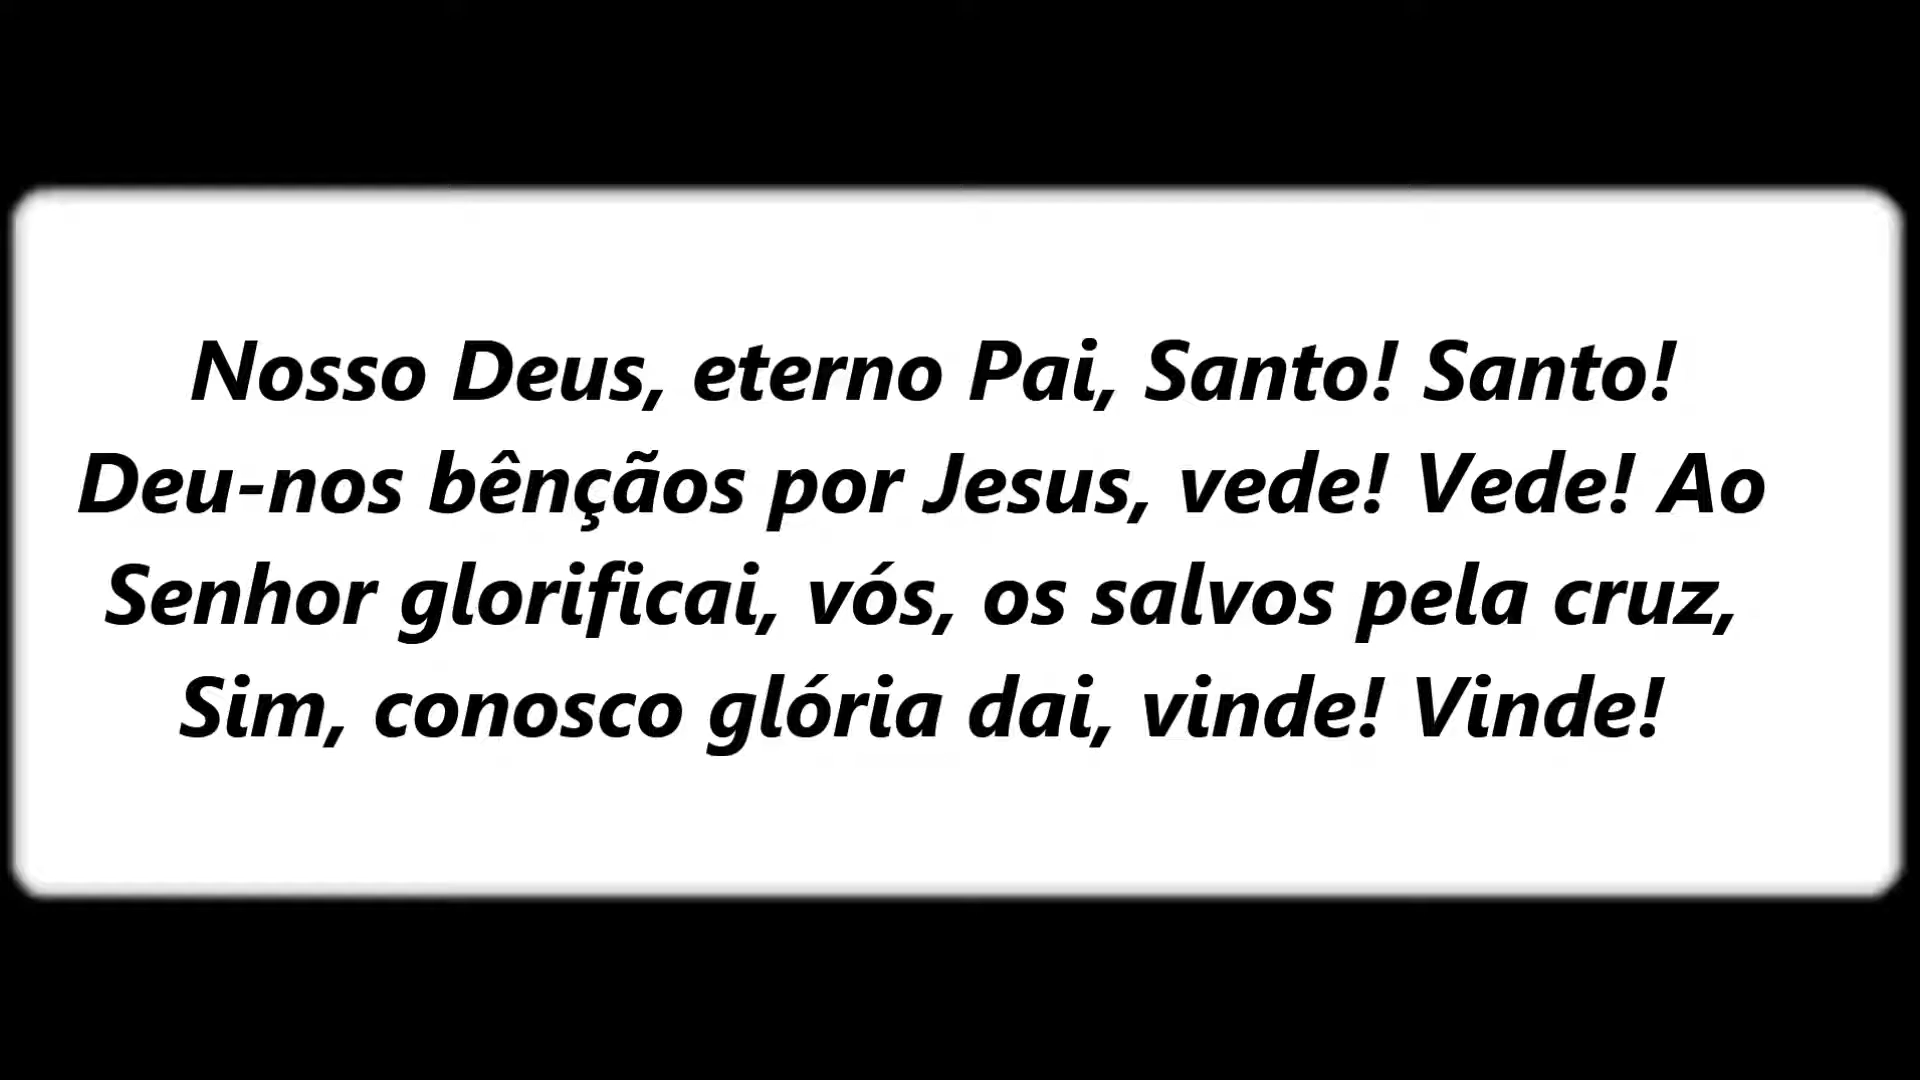 Nosso Deus, eterno Pai, Santo! Santo!
Deu-nos bênçãos por Jesus, vede! Vede! Ao
Senhor glorificai, vós, os salvos pela cruz,
Sim, conosco glória dai, vinde! Vinde!